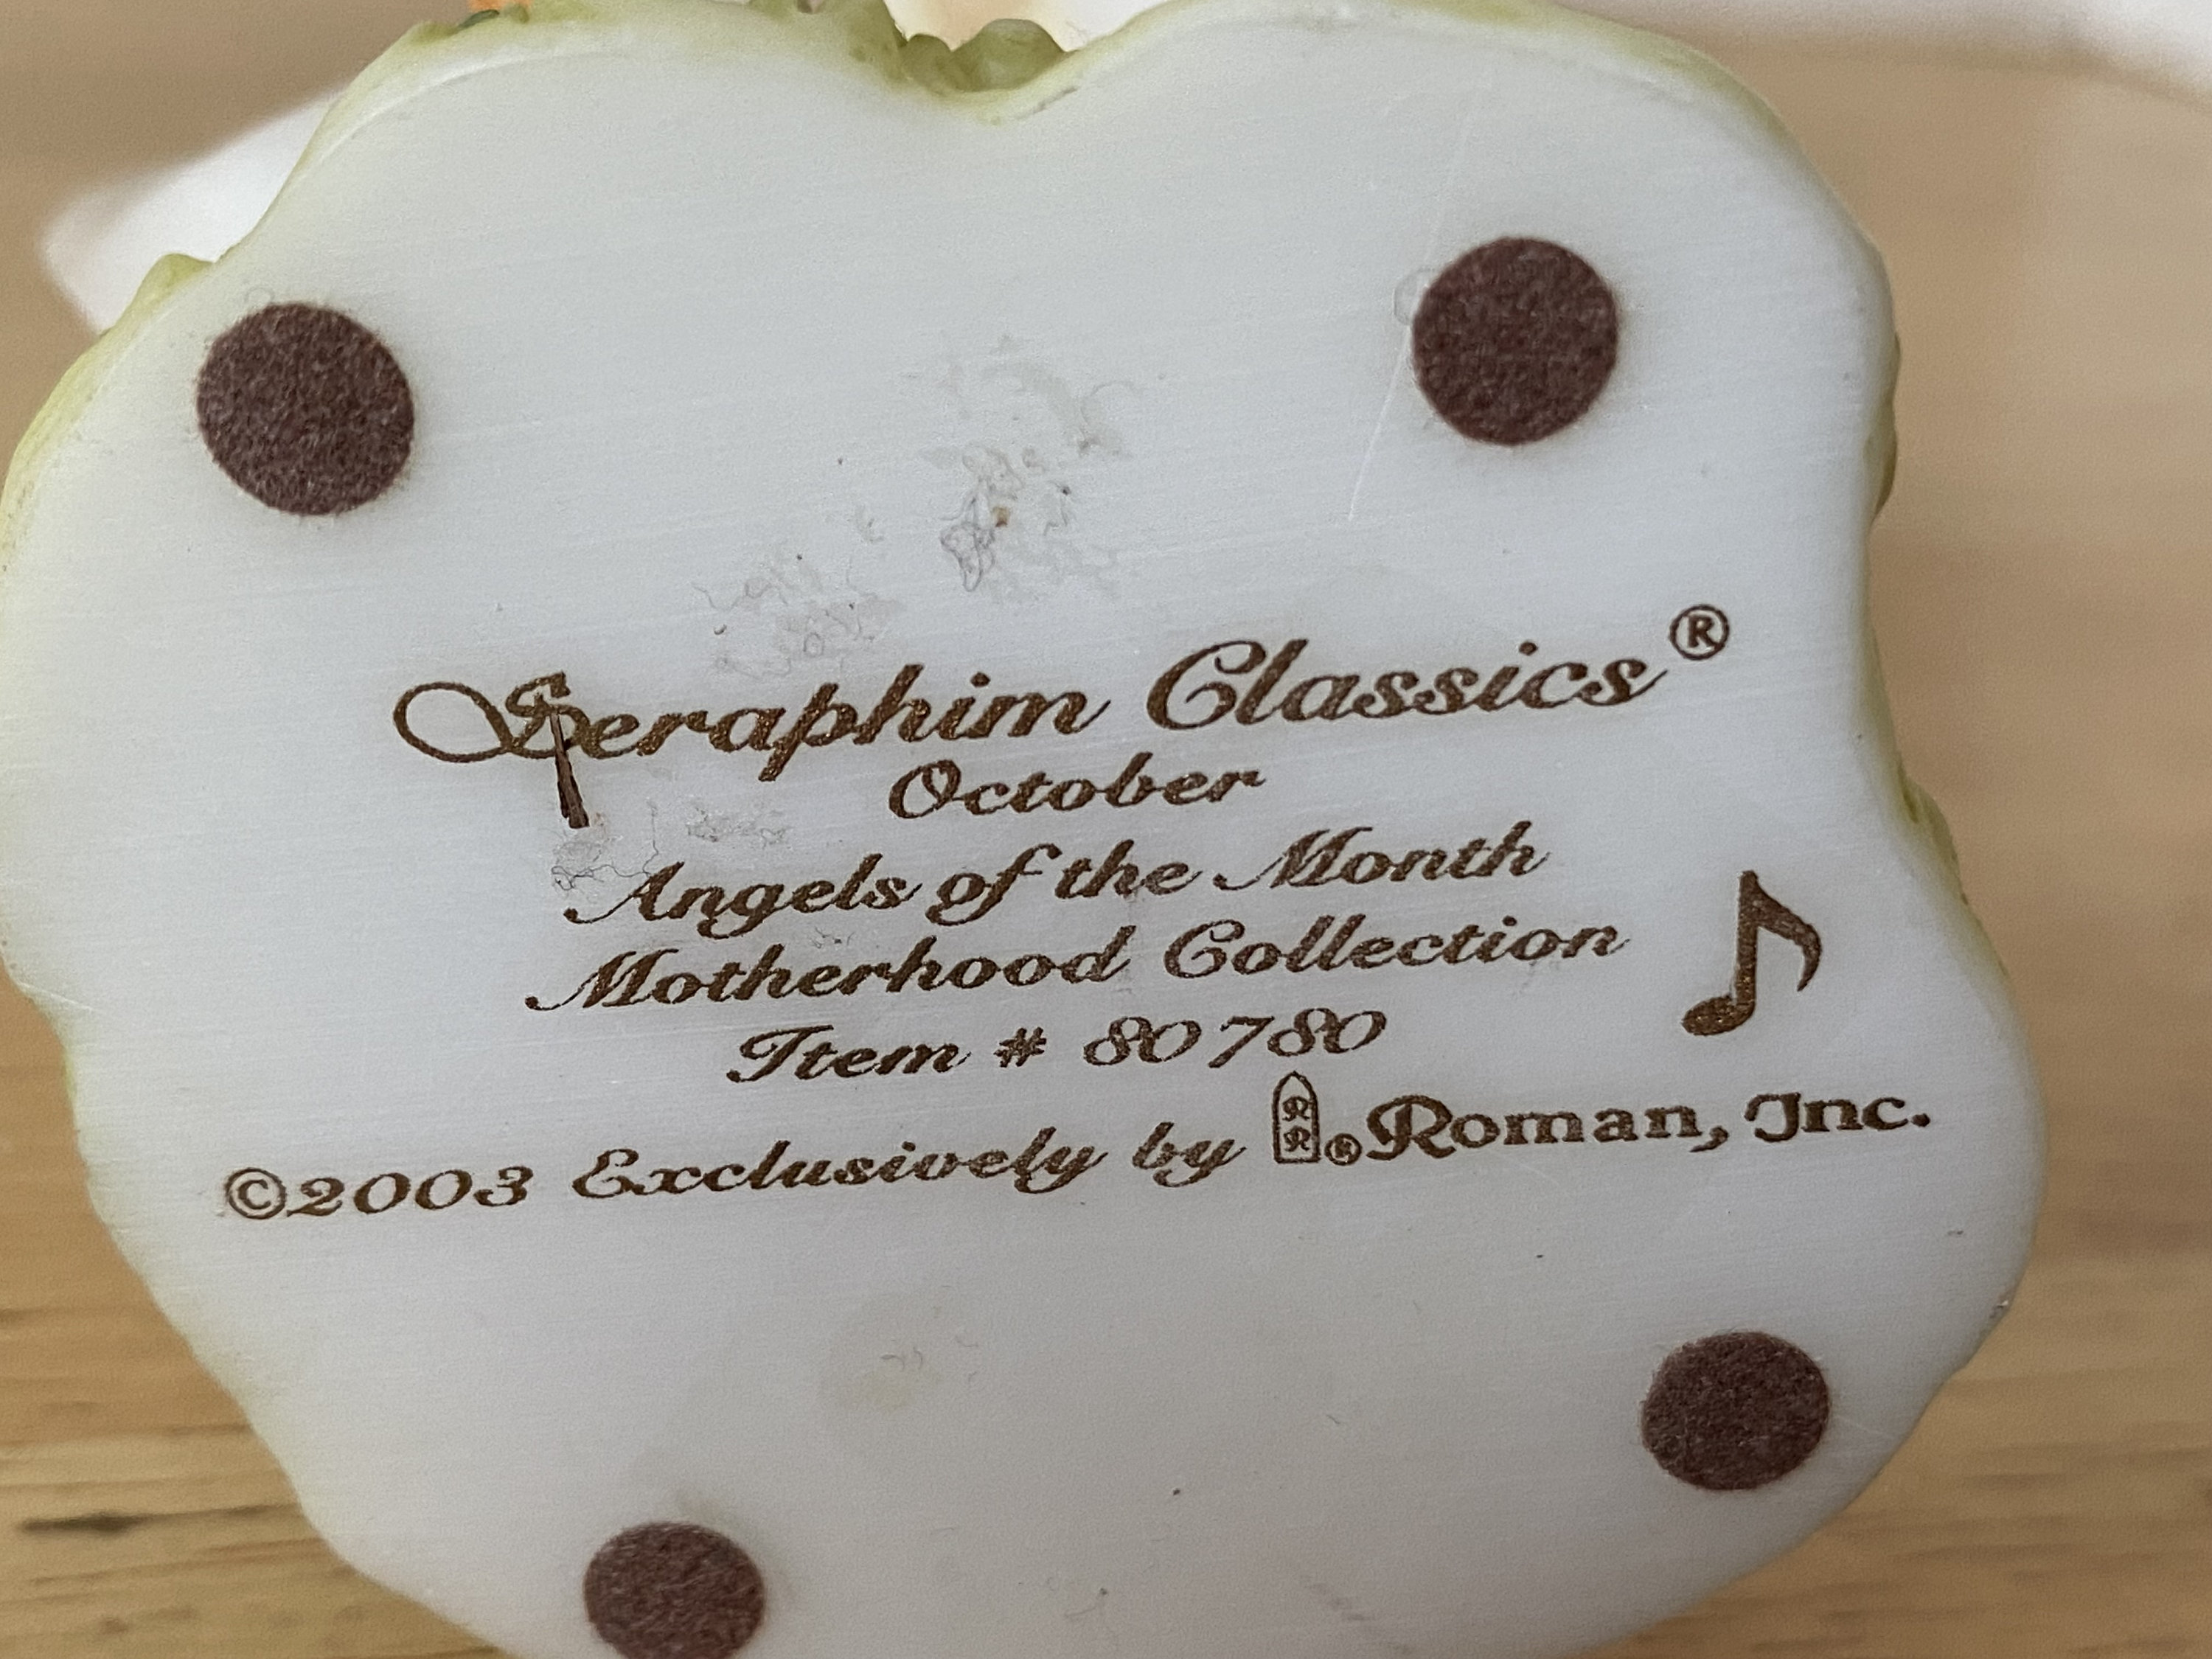 Seraphim Classics®
October
Angels of the Month
Motherhood Collection
Item # 80780
©2003 Exclusively by ®Roman, Inc.